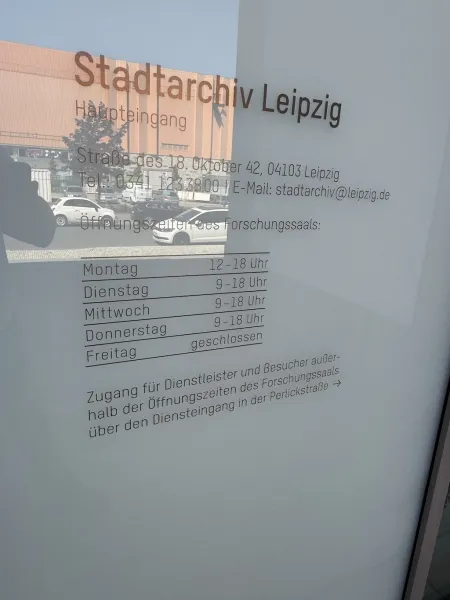 Stadtarchiv Leipzig
Haupteingang
Straße des 18. Oktober 42, 04103 Leipzig
Tel.: 0341 1233800 | E-Mail: stadtarchiv@leipzig.de
Öffnungszeiten des Forschungssaals:
Montag 12-18 Uhr
Dienstag 9-18 Uhr
Mittwoch 9-18 Uhr
Donnerstag 9-18 Uhr
Freitag geschlossen
Zugang für Dienstleister und Besucher außer-
halb der Öffnungszeiten des Forschungssaals
über den Diensteingang in der Perlickstraße →